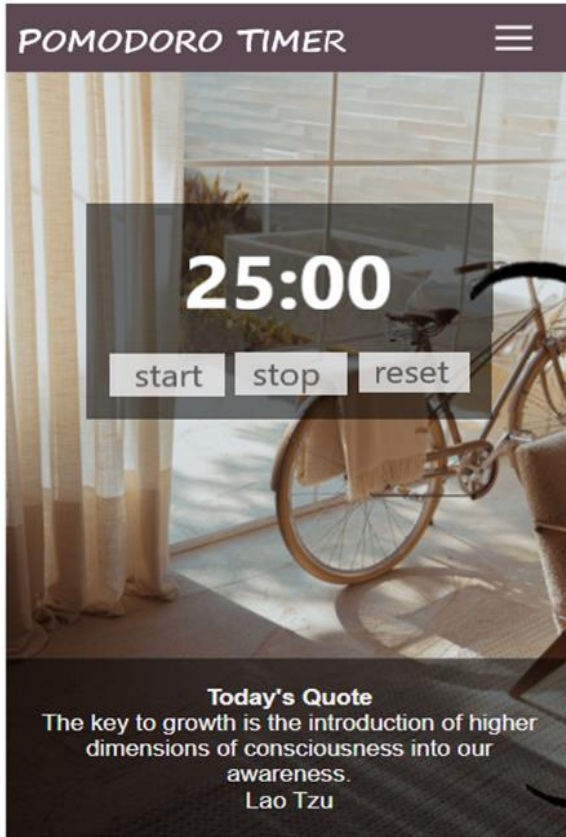 POMODORO TIMER
25:00
start stop reset
Today's Quote
The key to growth is the introduction of higher
dimensions of consciousness into our
awareness.
Lao Tzu